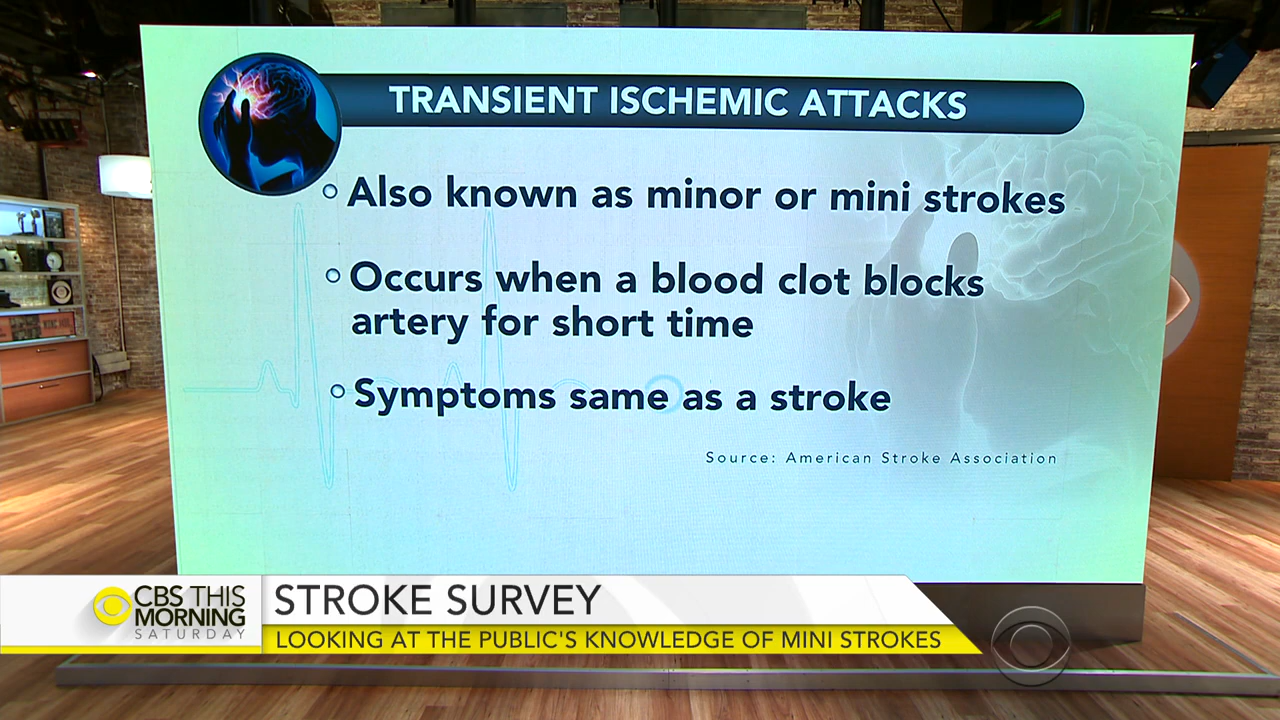 TRANSIENT ISCHEMIC ATTACKS
Also known as minor or mini strokes
Occurs when a blood clot blocks
artery for short time
Symptoms same as a stroke
Source: American Stroke Association
CBS THIS
MORNING
SATURDAY
STROKE SURVEY
LOOKING AT THE PUBLIC'S KNOWLEDGE OF MINI STROKES